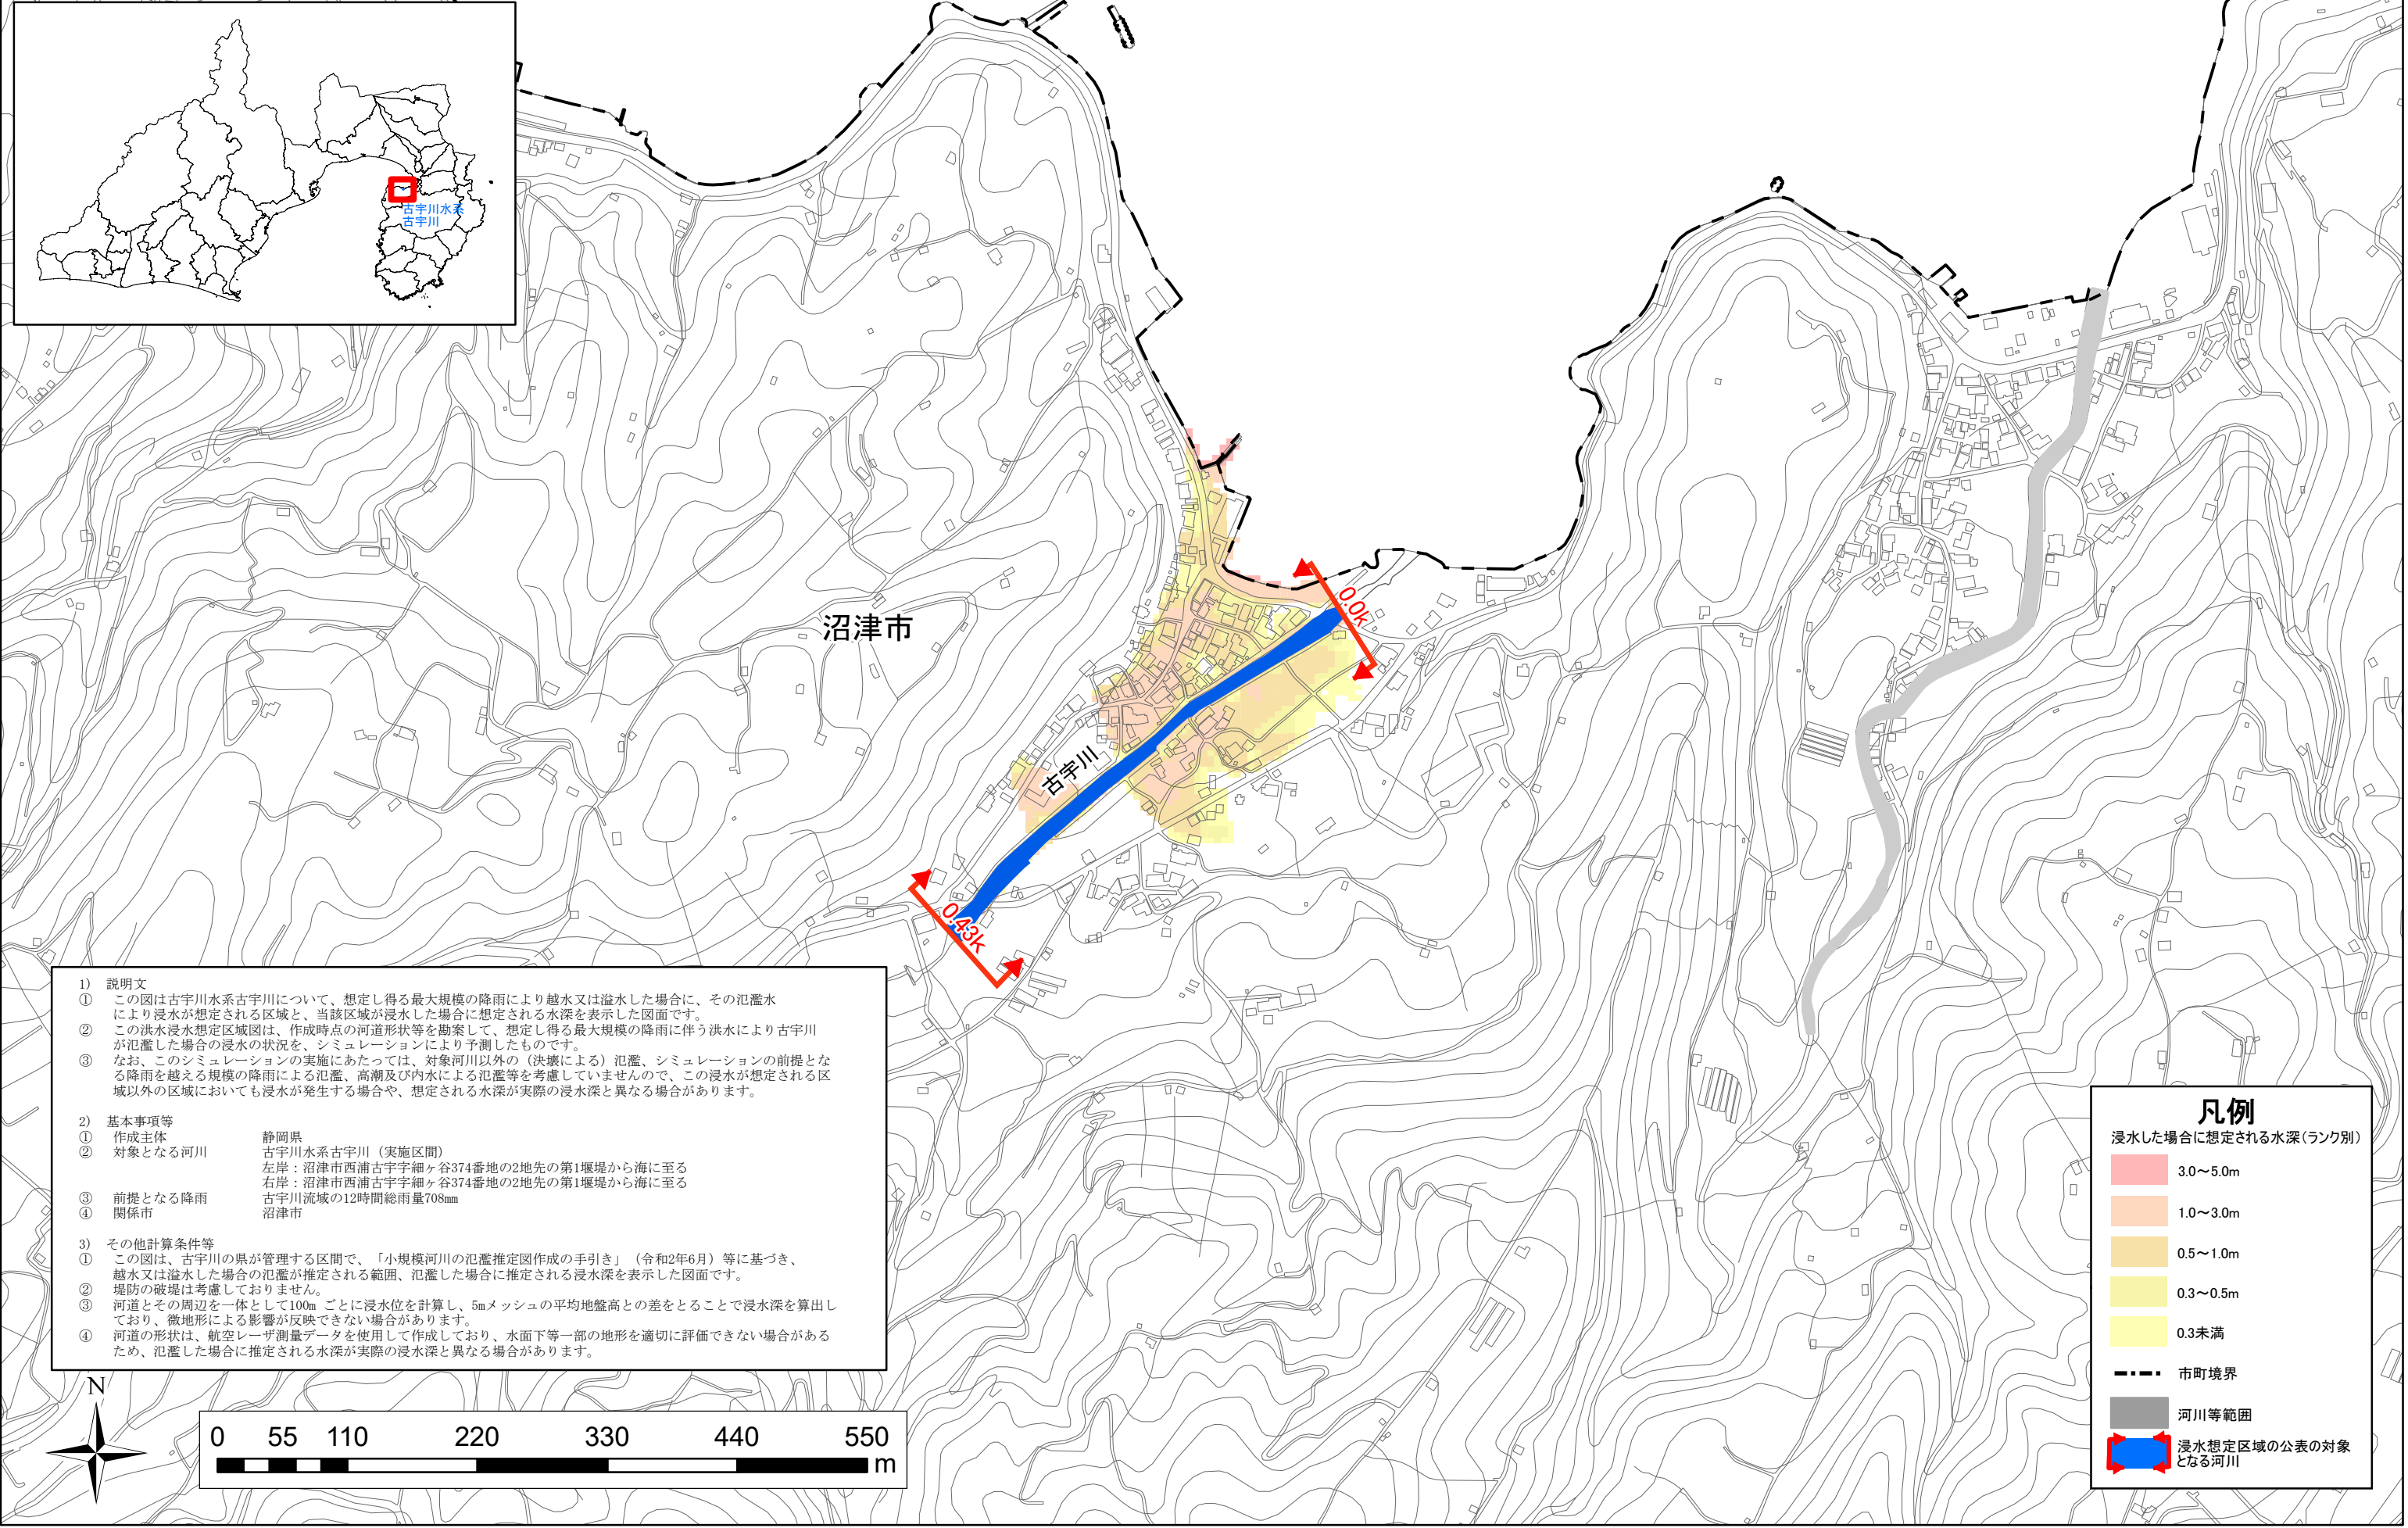 古宇川水系
古宇川
沼津市
古宇川
0.0k
0.43k
1) 説明文
① この図は古宇川水系古宇川について、想定し得る最大規模の降雨により越水又は溢水した場合に、その氾濫水
により浸水が想定される区域と、当該区域が浸水した場合に想定される水深を表示した図面です。
② この洪水浸水想定区域図は、作成時点の河道形状等を勘案して、想定し得る最大規模の降雨に伴う洪水により古宇川
が氾濫した場合の浸水の状況を、シミュレーションにより予測したものです。
③ なお、このシミュレーションの実施にあたっては、対象河川以外の（決壊による）氾濫、シミュレーションの前提とな
る降雨を越える規模の降雨による氾濫、高潮及び内水による氾濫等を考慮していませんので、この浸水が想定される区
域以外の区域においても浸水が発生する場合や、想定される水深が実際の浸水深と異なる場合があります。
2) 基本事項等
① 作成主体 静岡県
② 対象となる河川 古宇川水系古宇川（実施区間）
左岸：沼津市西浦古宇字細ヶ谷374番地の2地先の第1堰堤から海に至る
右岸：沼津市西浦古宇字細ヶ谷374番地の2地先の第1堰堤から海に至る
③ 前提となる降雨 古宇川流域の12時間総雨量708mm
④ 関係市 沼津市
3) その他計算条件等
① この図は、古宇川の県が管理する区間で、「小規模河川の氾濫推定図作成の手引き」（令和2年6月）等に基づき、
越水又は溢水した場合の氾濫が推定される範囲、氾濫した場合に推定される浸水深を表示した図面です。
② 堤防の破堤は考慮しておりません。
③ 河道とその周辺を一体として100m ごとに浸水位を計算し、5mメッシュの平均地盤高との差をとることで浸水深を算出し
ており、微地形による影響が反映できない場合があります。
④ 河道の形状は、航空レーザ測量データを使用して作成しており、水面下等一部の地形を適切に評価できない場合がある
ため、氾濫した場合に推定される水深が実際の浸水深と異なる場合があります。
N
0 55 110 220 330 440 550
m
凡例
浸水した場合に想定される水深(ランク別)
3.0～5.0m
1.0～3.0m
0.5～1.0m
0.3～0.5m
0.3未満
市町境界
河川等範囲
浸水想定区域の公表の対象
となる河川